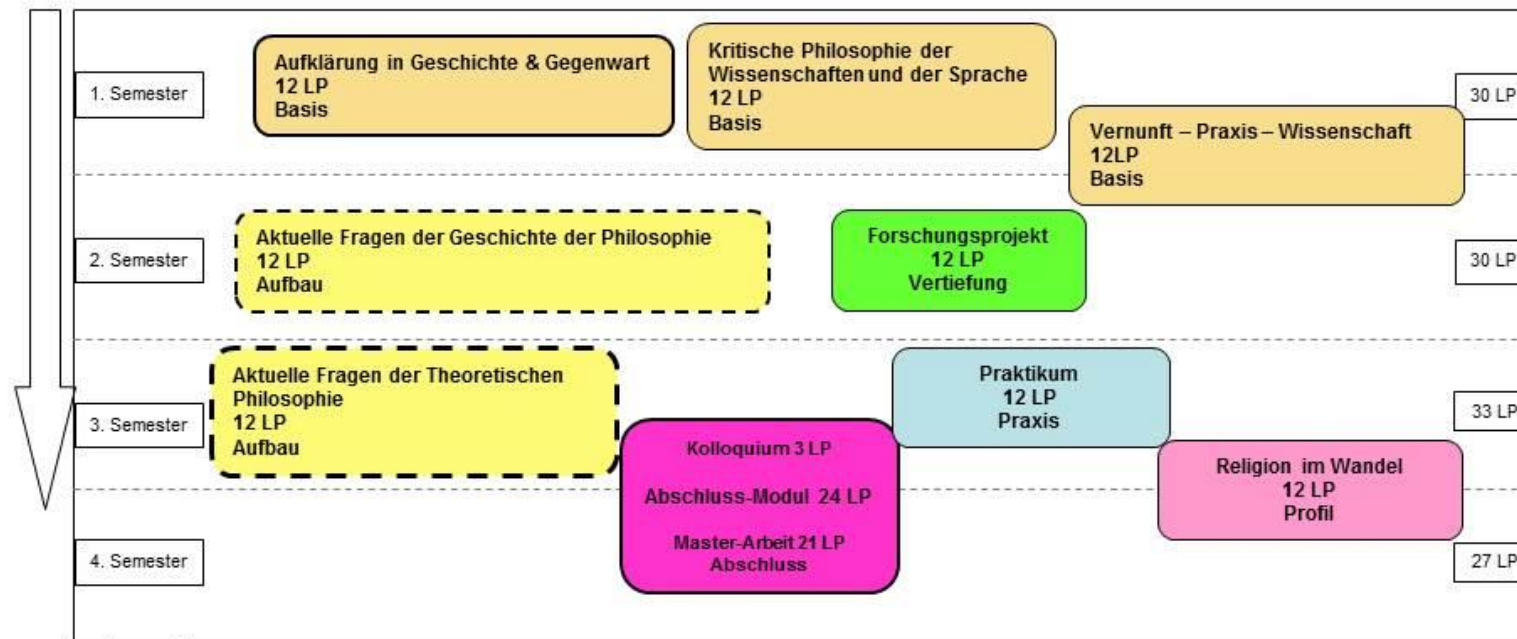 1. Semester
Aufklärung in Geschichte & Gegenwart
12 LP
Basis
Kritische Philosophie der
Wissenschaften und der Sprache
12 LP
Basis
Vernunft – Praxis – Wissenschaft
12LP
Basis
30 LP
2. Semester
Aktuelle Fragen der Geschichte der Philosophie
12 LP
Aufbau
Forschungsprojekt
12 LP
Vertiefung
30 LP
3. Semester
Aktuelle Fragen der Theoretischen
Philosophie
12 LP
Aufbau
Kolloquium 3 LP
Abschluss-Modul 24 LP
Master-Arbeit 21 LP
Abschluss
Praktikum
12 LP
Praxis
Religion im Wandel
12 LP
Profil
33 LP
4. Semester
27 LP